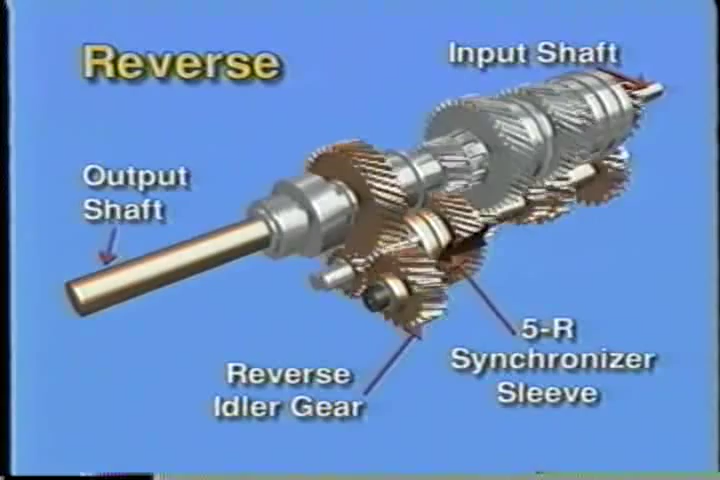 Reverse
Input Shaft
Output
Shaft
5-R
Synchronizer
Sleeve
Reverse
Idler Gear